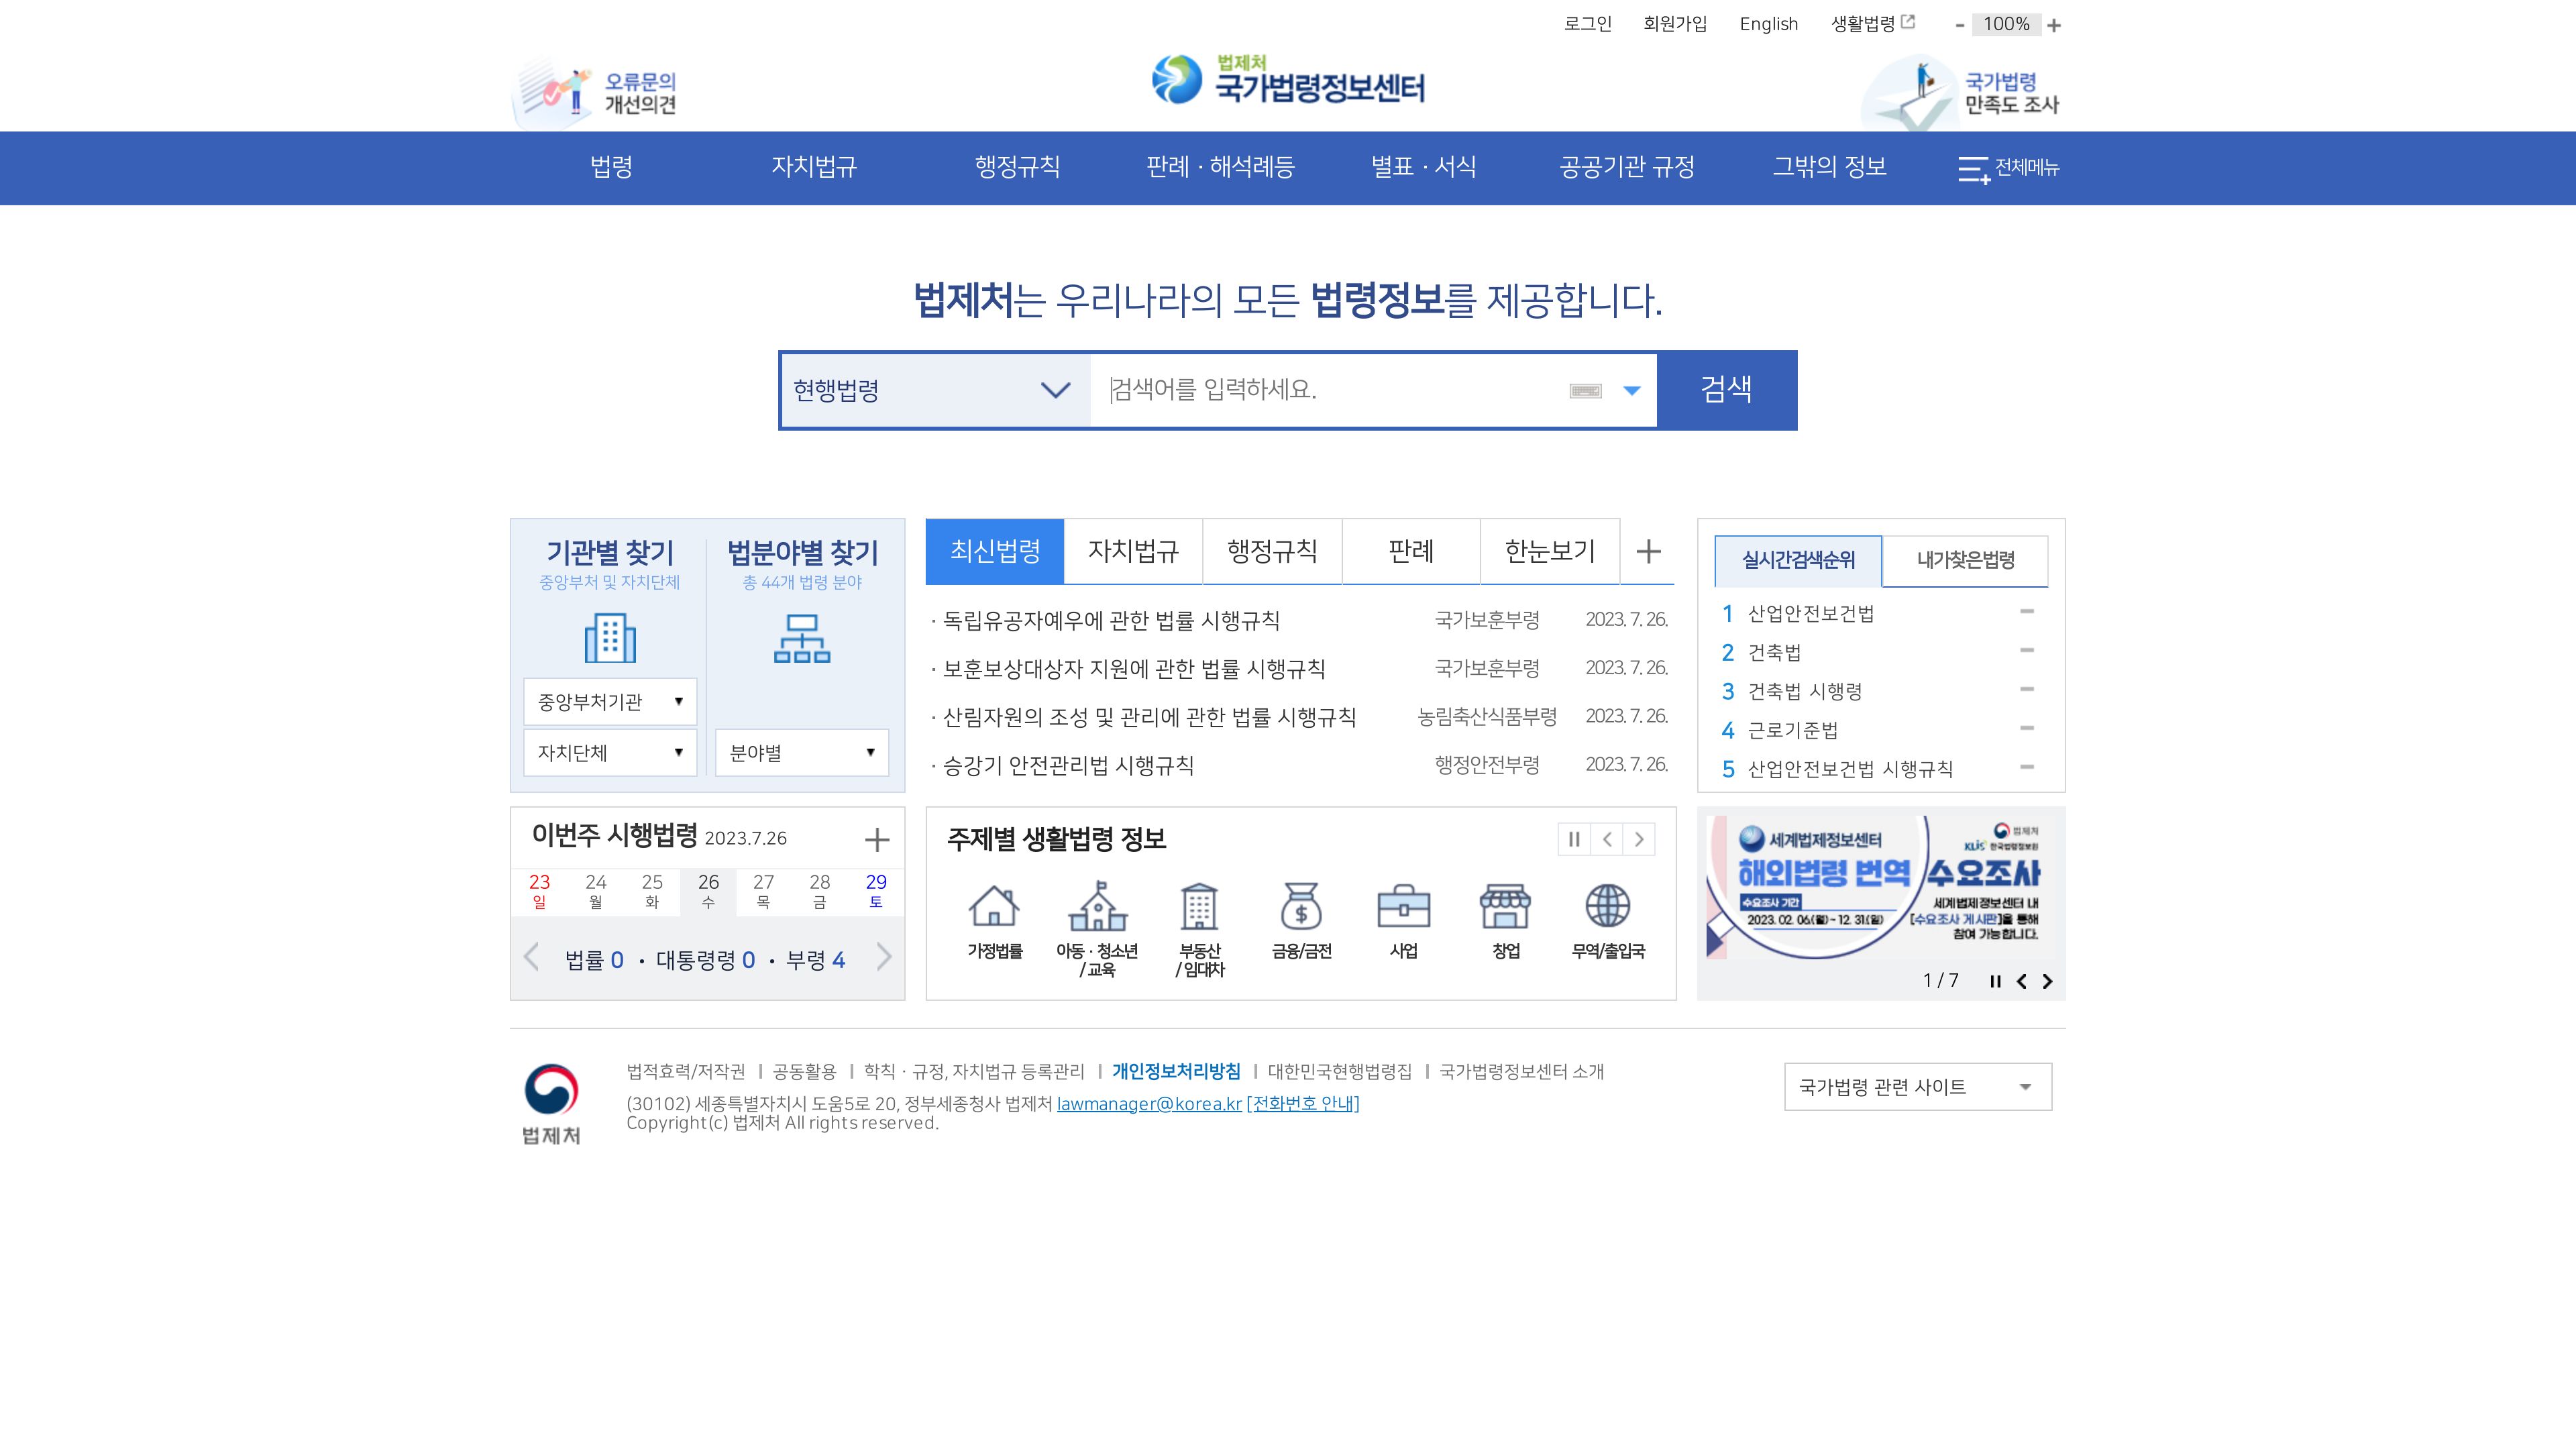 로그인 회원가입 English 생활법령 - 100% +
오류문의
개선의견
법제처
국가법령정보센터
국가법령
만족도 조사
법령 자치법규 행정규칙 판례·해석례등 별표·서식 공공기관 규정 그밖의 정보 전체메뉴
법제처는 우리나라의 모든 법령정보를 제공합니다.
현행법령 검색어를 입력하세요. 검색
기관별 찾기
중앙부처 및 자치단체
중앙부처기관
자치단체
법분야별 찾기
총 44개 법령 분야
분야별
최신법령 자치법규 행정규칙 판례 한눈보기
· 독립유공자예우에 관한 법률 시행규칙 국가보훈부령 2023. 7. 26.
· 보훈보상대상자 지원에 관한 법률 시행규칙 국가보훈부령 2023. 7. 26.
· 산림자원의 조성 및 관리에 관한 법률 시행규칙 농림축산식품부령 2023. 7. 26.
· 승강기 안전관리법 시행규칙 행정안전부령 2023. 7. 26.
실시간검색순위 내가찾은법령
1 산업안전보건법
2 건축법
3 건축법 시행령
4 근로기준법
5 산업안전보건법 시행규칙
이번주 시행법령 2023.7.26
23 24 25 26 27 28 29
일 월 화 수 목 금 토
법률 0 · 대통령령 0 · 부령 4
주제별 생활법령 정보
가정법률
아동·청소년
/교육
부동산
/임대차
금융/금전
사업
창업
무역/출입국
세계법제정보센터
법제처
KLiS 한국법령정보원
해외법령 번역 수요조사
수요조사 기간
2023. 02. 06.(월)~ 12. 31.(일)
세계법제정보센터 내
[수요조사 게시판]을 통해
참여 가능합니다.
1 / 7
법제처
법적효력/저작권 공동활용 학칙·규정, 자치법규 등록관리 개인정보처리방침 대한민국현행법령집 국가법령정보센터 소개
(30102) 세종특별자치시 도움5로 20, 정부세종청사 법제처 lawmanager@korea.kr [전화번호 안내]
Copyright(c) 법제처 All rights reserved.
국가법령 관련 사이트